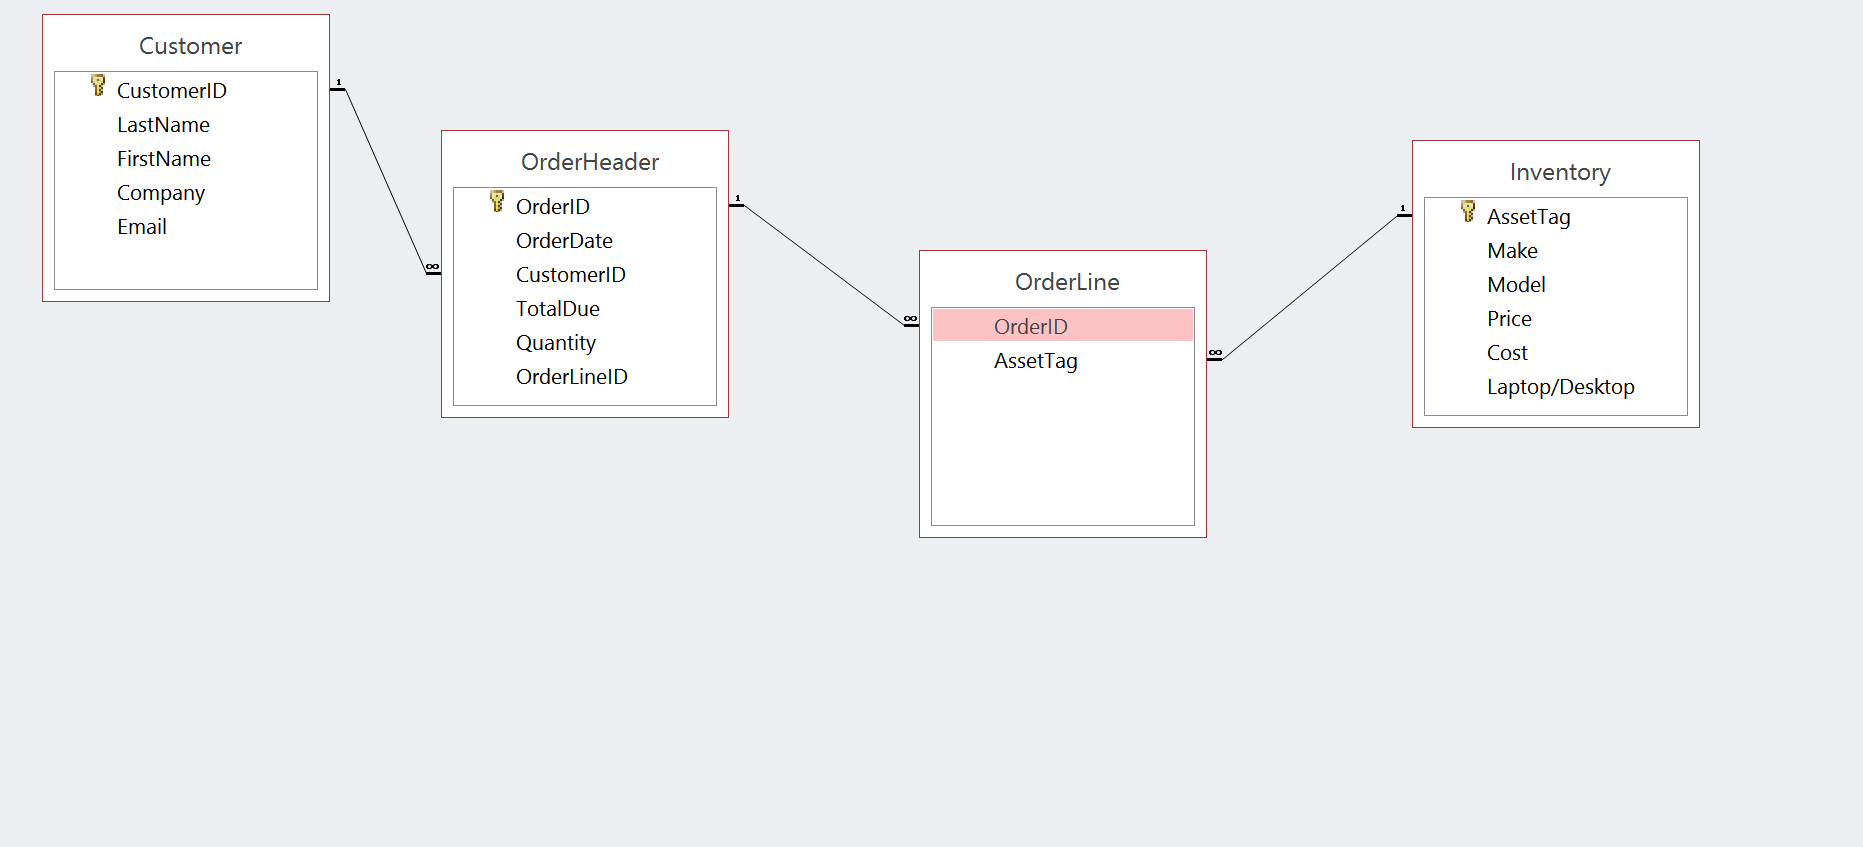 Customer
CustomerID
LastName
FirstName
Company
Email
1
∞
OrderHeader
OrderID
OrderDate
CustomerID
TotalDue
Quantity
OrderLineID
1
∞
OrderLine
OrderID
AssetTag
∞
1
Inventory
AssetTag
Make
Model
Price
Cost
Laptop/Desktop